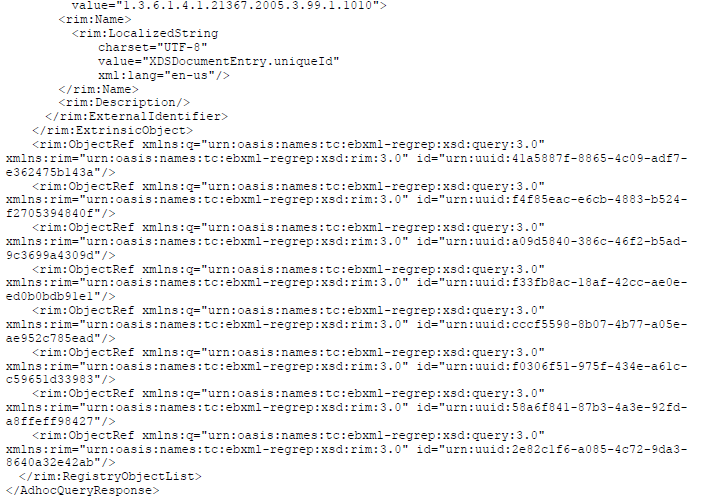 value="1.3.6.1.4.1.21367.2005.3.99.1.1010">
<rim:Name>
<rim:LocalizedString
charset="UTF-8"
value="XDSDocumentEntry.uniqueId"
xml:lang="en-us"/>
</rim:Name>
<rim:Description/>
</rim:ExternalIdentifier>
</rim:ExtrinsicObject>
<rim:ObjectRef xmlns:q="urn:oasis:names:tc:ebxml-regrep:xsd:query:3.0"
xmlns:rim="urn:oasis:names:tc:ebxml-regrep:xsd:rim:3.0" id="urn:uuid:41a5887f-8865-4c09-adf7-
e362475b143a"/>
<rim:ObjectRef xmlns:q="urn:oasis:names:tc:ebxml-regrep:xsd:query:3.0"
xmlns:rim="urn:oasis:names:tc:ebxml-regrep:xsd:rim:3.0" id="urn:uuid:f4f85eac-e6cb-4883-b524-
f2705394840f"/>
<rim:ObjectRef xmlns:q="urn:oasis:names:tc:ebxml-regrep:xsd:query:3.0"
xmlns:rim="urn:oasis:names:tc:ebxml-regrep:xsd:rim:3.0" id="urn:uuid:a09d5840-386c-46f2-b5ad-
9c3699a4309d"/>
<rim:ObjectRef xmlns:q="urn:oasis:names:tc:ebxml-regrep:xsd:query:3.0"
xmlns:rim="urn:oasis:names:tc:ebxml-regrep:xsd:rim:3.0" id="urn:uuid:f33fb8ac-18af-42cc-ae0e-
ed0b0bdb91e1"/>
<rim:ObjectRef xmlns:q="urn:oasis:names:tc:ebxml-regrep:xsd:query:3.0"
xmlns:rim="urn:oasis:names:tc:ebxml-regrep:xsd:rim:3.0" id="urn:uuid:cccf5598-8b07-4b77-a05e-
ae952c785ead"/>
<rim:ObjectRef xmlns:q="urn:oasis:names:tc:ebxml-regrep:xsd:query:3.0"
xmlns:rim="urn:oasis:names:tc:ebxml-regrep:xsd:rim:3.0" id="urn:uuid:f0306f51-975f-434e-a61c-
c59651d33983"/>
<rim:ObjectRef xmlns:q="urn:oasis:names:tc:ebxml-regrep:xsd:query:3.0"
xmlns:rim="urn:oasis:names:tc:ebxml-regrep:xsd:rim:3.0" id="urn:uuid:58a6f841-87b3-4a3e-92fd-
a8ffeff98427"/>
<rim:ObjectRef xmlns:q="urn:oasis:names:tc:ebxml-regrep:xsd:query:3.0"
xmlns:rim="urn:oasis:names:tc:ebxml-regrep:xsd:rim:3.0" id="urn:uuid:2e82c1f6-a085-4c72-9da3-
8640a32e42ab"/>
</rim:RegistryObjectList>
</AdhocQueryResponse>